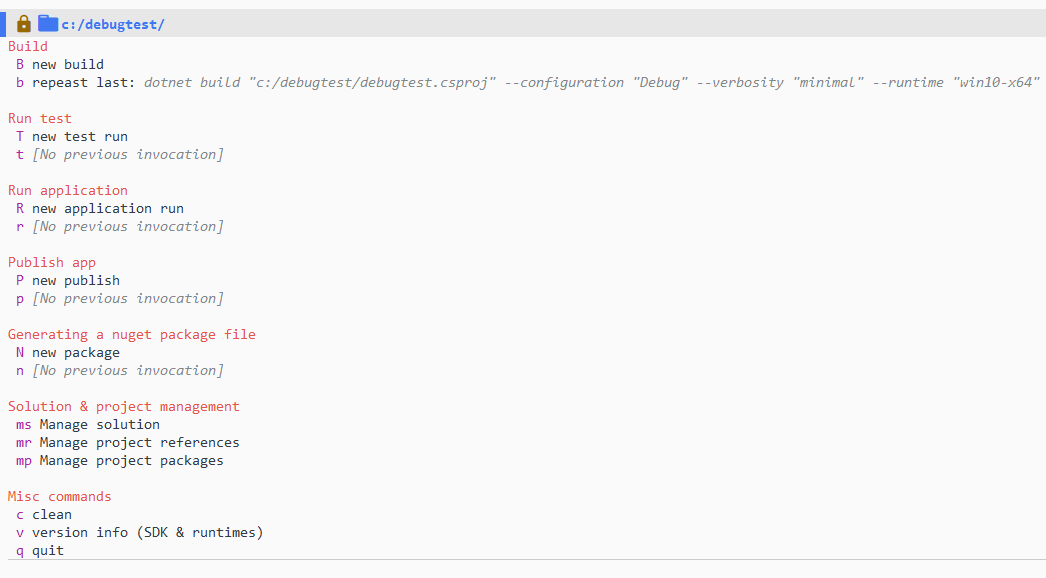 c:/debugtest/
Build
B new build
b repeast last: dotnet build "c:/debugtest/debugtest.csproj" --configuration "Debug" --verbosity "minimal" --runtime "win10-x64"
Run test
T new test run
t [No previous invocation]
Run application
R new application run
r [No previous invocation]
Publish app
P new publish
p [No previous invocation]
Generating a nuget package file
N new package
n [No previous invocation]
Solution & project management
ms Manage solution
mr Manage project references
mp Manage project packages
Misc commands
c clean
v version info (SDK & runtimes)
q quit